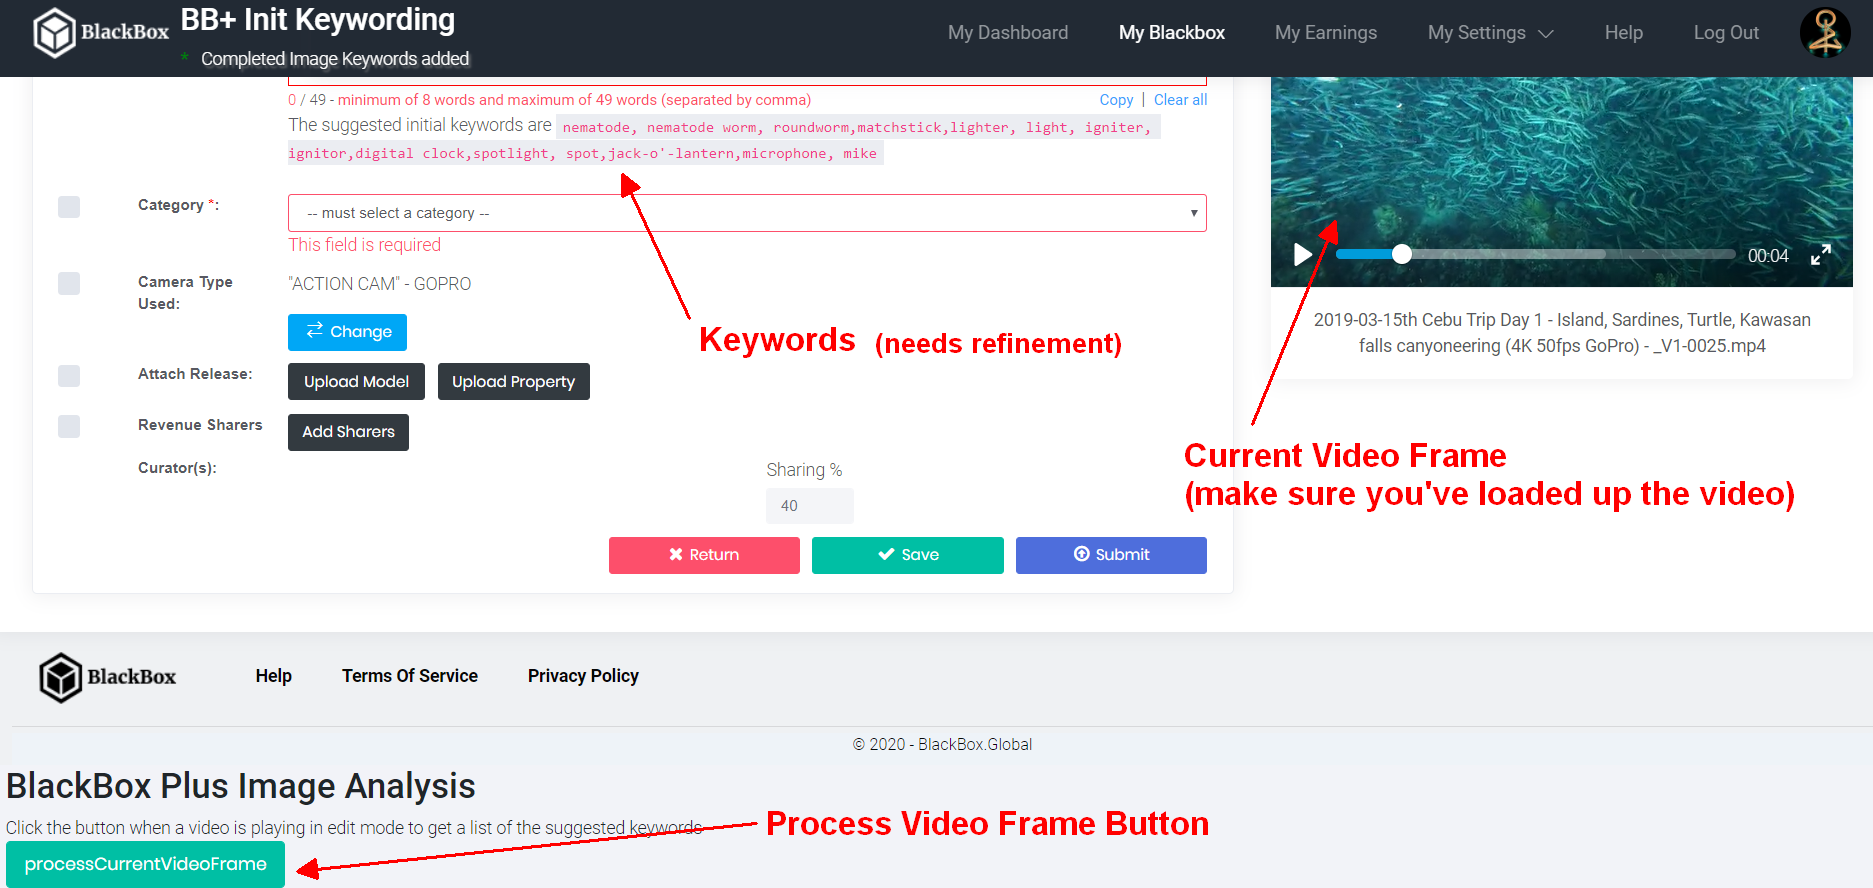 BlackBox
BB+ Init Keywording
* Completed Image Keywords added
My Dashboard
My Blackbox
My Earnings
My Settings
Help
Log Out
0 / 49 - minimum of 8 words and maximum of 49 words (separated by comma)
Copy | Clear all
The suggested initial keywords are nematode, nematode worm, roundworm,matchstick,lighter, light, igniter,
ignitor,digital clock,spotlight, spot,jack-o'-lantern,microphone, mike
Category *:
-- must select a category --
This field is required
Camera Type
Used:
"ACTION CAM" - GOPRO
Change
Keywords (needs refinement)
Attach Release:
Upload Model
Upload Property
Revenue Sharers
Add Sharers
Curator(s):
Sharing %
40
Return
Save
Submit
00:04
2019-03-15th Cebu Trip Day 1 - Island, Sardines, Turtle, Kawasan
falls canyoneering (4K 50fps GoPro) - _V1-0025.mp4
Current Video Frame
(make sure you've loaded up the video)
BlackBox
Help
Terms Of Service
Privacy Policy
© 2020 - BlackBox.Global
BlackBox Plus Image Analysis
Click the button when a video is playing in edit mode to get a list of the suggested keywords
Process Video Frame Button
processCurrentVideoFrame